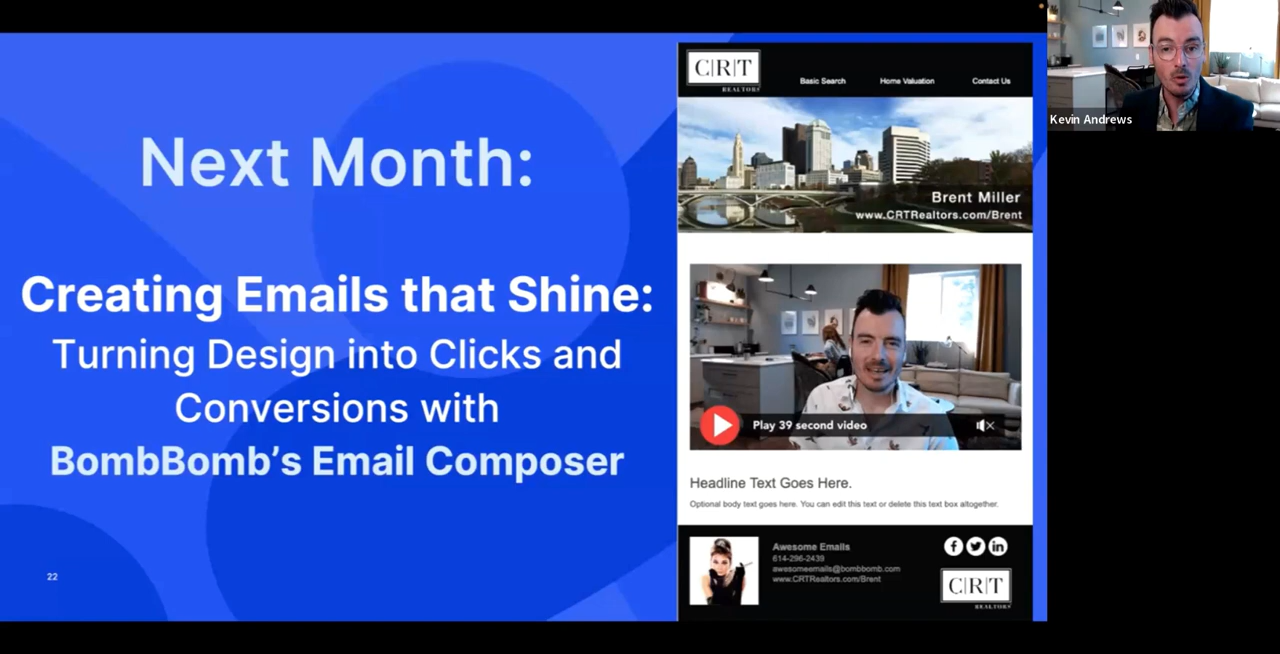 Next Month:
Creating Emails that Shine:
Turning Design into Clicks and
Conversions with
BombBomb's Email Composer
22
C|R|T
REALTORS
Basic Search
Home Valuation
Contact Us
Brent Miller
www.CRTRealtors.com/Brent
Play 39 second video
Headline Text Goes Here.
Optional body text goes here. You can edit this text or delete this text box altogether.
Awesome Emails
614-296-2439
awesomeemails@bombbomb.com
www.CRTRealtors.com/Brent
f
in
C|R|T
REALTORS
Kevin Andrews